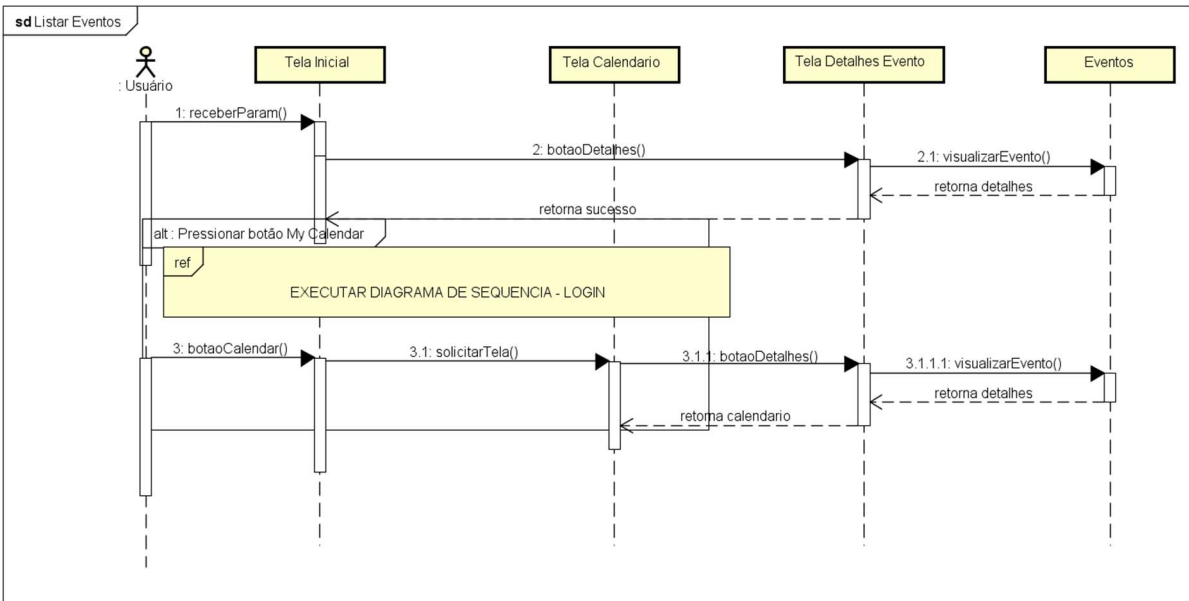 sd Listar Eventos
: Usuário
Tela Inicial
Tela Calendario
Tela Detalhes Evento
Eventos
1: receberParam()
2: botaoDetalhes()
2.1: visualizarEvento()
retorna detalhes
retorna sucesso
alt : Pressionar botão My Calendar
ref
EXECUTAR DIAGRAMA DE SEQUENCIA - LOGIN
3: botaoCalendar()
3.1: solicitarTela()
3.1.1: botaoDetalhes()
3.1.1.1: visualizarEvento()
retorna detalhes
retorna calendario